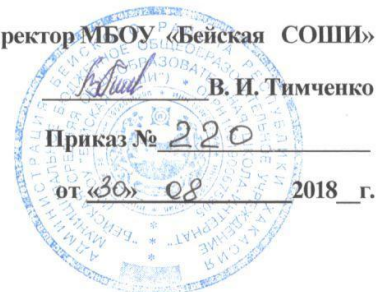 ректор МБОУ «Бейская СОШИ»
В. И. Тимченко
Приказ № 220
от «30» 08 2018 г.